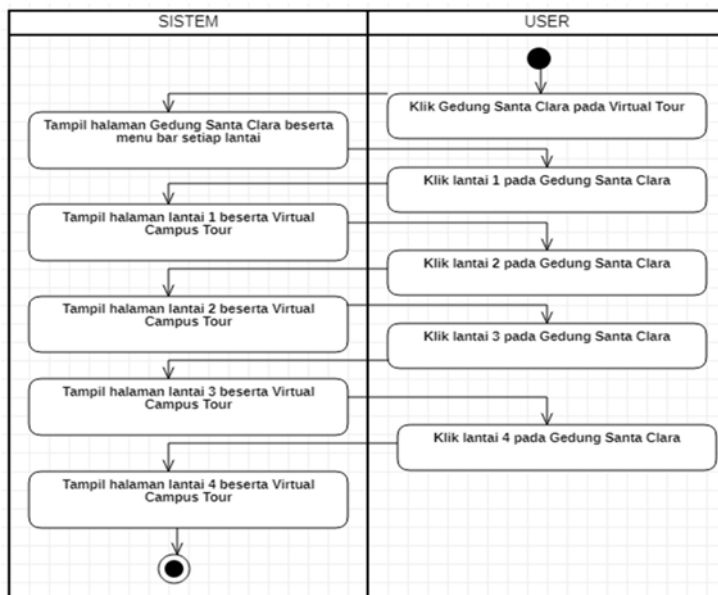 SISTEM
USER
Klik Gedung Santa Clara pada Virtual Tour
Tampil halaman Gedung Santa Clara beserta
menu bar setiap lantai
Klik lantai 1 pada Gedung Santa Clara
Tampil halaman lantai 1 beserta Virtual
Campus Tour
Klik lantai 2 pada Gedung Santa Clara
Tampil halaman lantai 2 beserta Virtual
Campus Tour
Klik lantai 3 pada Gedung Santa Clara
Tampil halaman lantai 3 beserta Virtual
Campus Tour
Klik lantai 4 pada Gedung Santa Clara
Tampil halaman lantai 4 beserta Virtual
Campus Tour